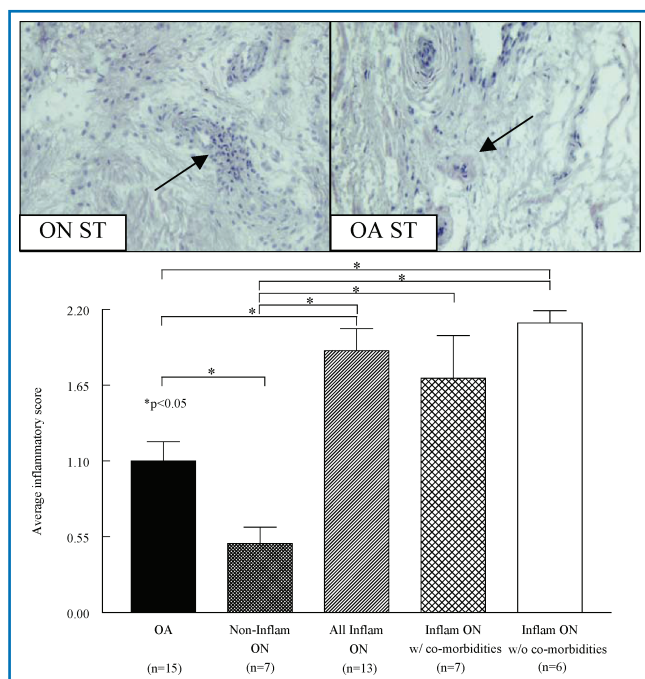 ON ST
OA ST
*
*
*
*
*
*
2.20
1.65
1.10
0.55
0.00
Average inflammatory score
*p<0.05
OA
Non-Inflam
ON
All Inflam
ON
Inflam ON
w/ co-morbidities
Inflam ON
w/o co-morbidities
(n=15)
(n=7)
(n=13)
(n=7)
(n=6)